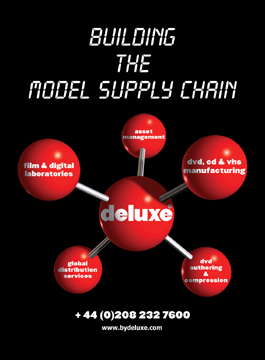 BUILDING
THE
MODEL SUPPLY CHAIN
asset
management
film & digital
laboratories
dvd, cd & vhs
manufacturing
deluxe
global
distribution
services
dvd
authoring
&
compression
+ 44 (0)208 232 7600
www.bydeluxe.com